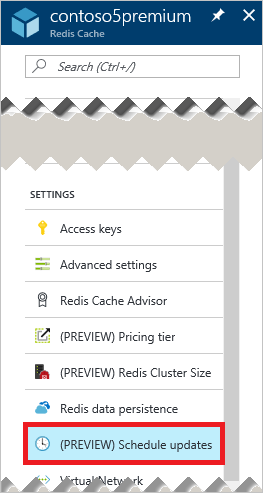 contoso5premium
Redis Cache
Search (Ctrl+/)
SETTINGS
Access keys
Advanced settings
Redis Cache Advisor
(PREVIEW) Pricing tier
(PREVIEW) Redis Cluster Size
Redis data persistence
(PREVIEW) Schedule updates
Virtual Network